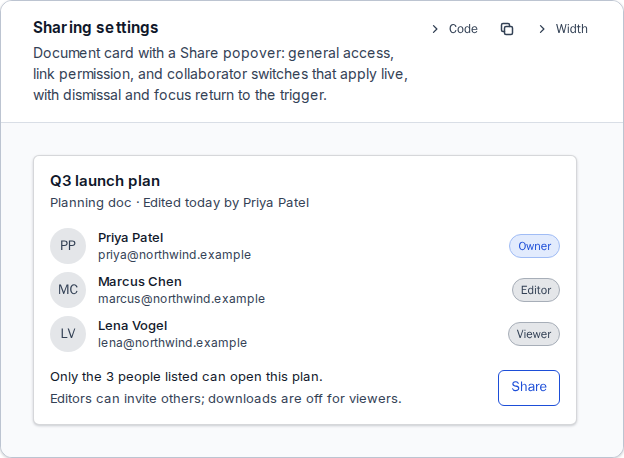 Sharing settings
Code
Width
Document card with a Share popover: general access,
link permission, and collaborator switches that apply live,
with dismissal and focus return to the trigger.
Q3 launch plan
Planning doc · Edited today by Priya Patel
PP
Priya Patel
priya@northwind.example
Owner
MC
Marcus Chen
marcus@northwind.example
Editor
LV
Lena Vogel
lena@northwind.example
Viewer
Only the 3 people listed can open this plan.
Editors can invite others; downloads are off for viewers.
Share